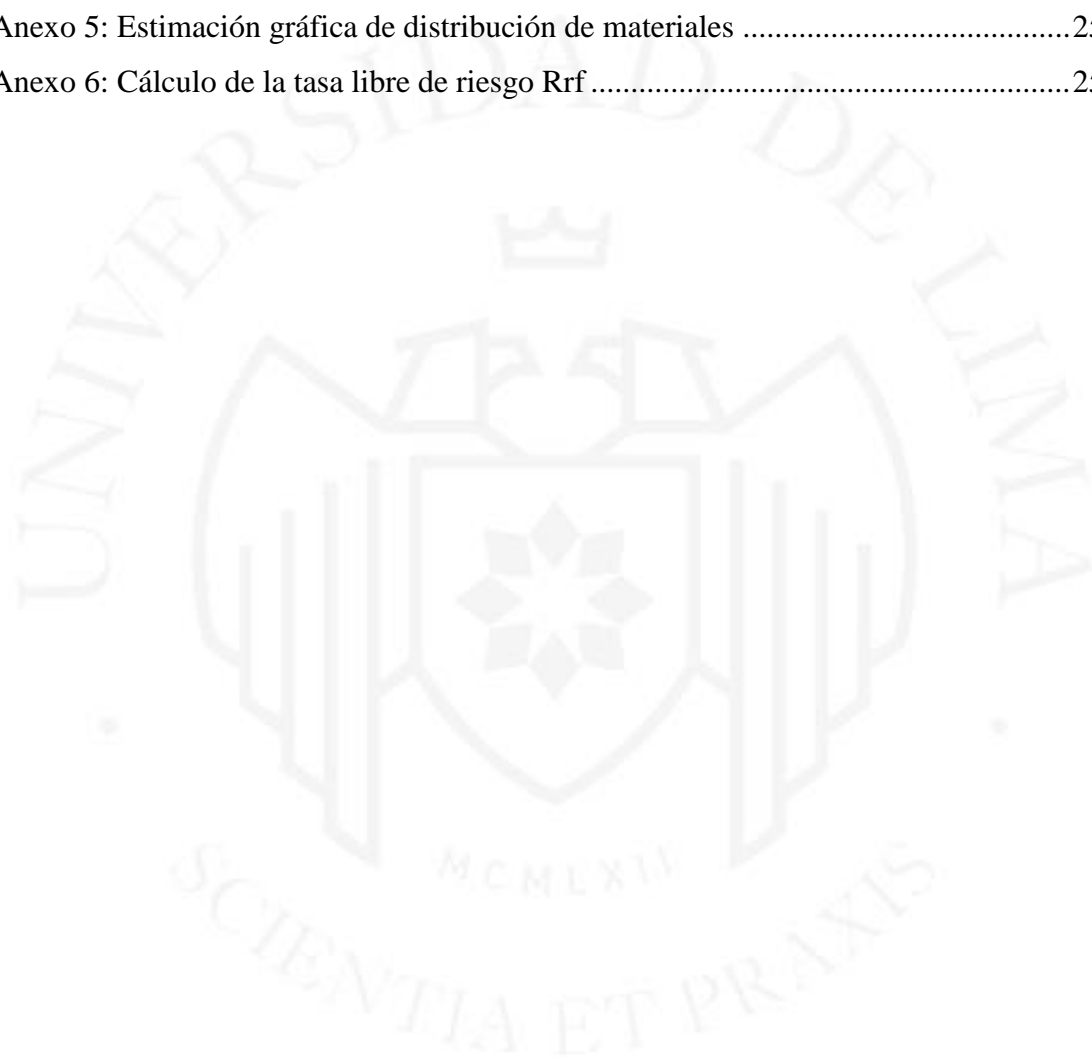 Anexo 5: Estimación gráfica de distribución de materiales ....................................... 2
Anexo 6: Cálculo de la tasa libre de riesgo Rrf ......................................................... 2
UNIVERSIDAD DE LIMA
MCMLXII
SCIENTIA ET PRAXIS